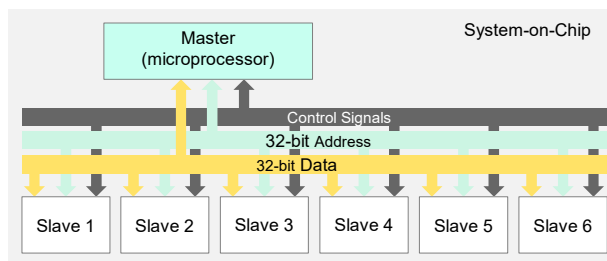 System-on-Chip
Master
(microprocessor)
Control Signals
32-bit Address
32-bit Data
Slave 1
Slave 2
Slave 3
Slave 4
Slave 5
Slave 6